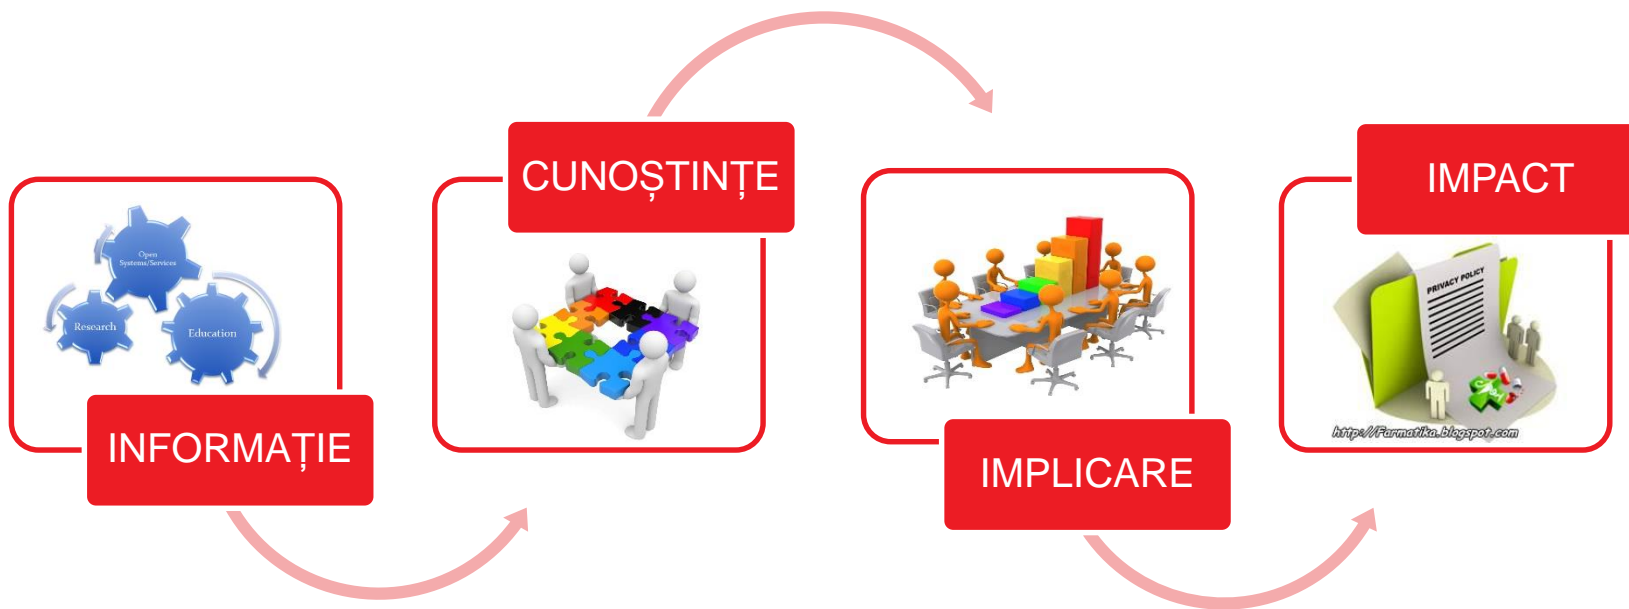 Open
Systems/Services
Research
Education
INFORMAȚIE
CUNOȘTINȚE
IMPLICARE
IMPACT
PRIVACY POLICY
http://Farmatika.blogspot.com